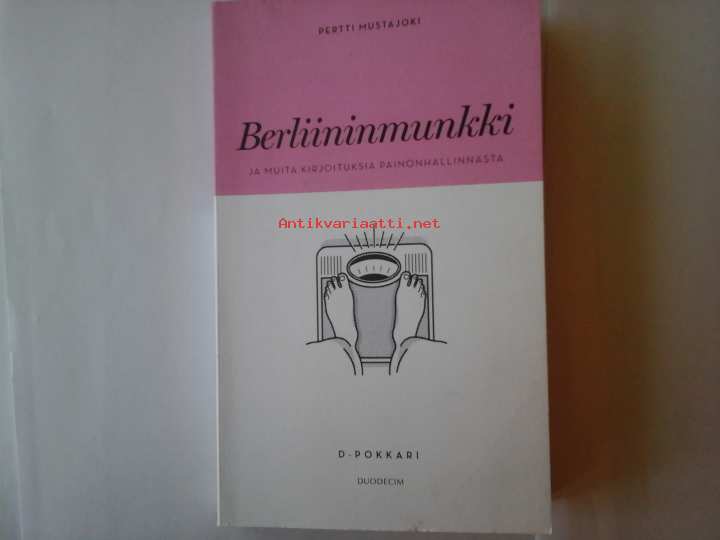 PERTTI MUSTAJOKI
Berliininmunkki
JA MUITA KIRJOITUKSIA PAINONHALLINNASTA
Antikvariaatti.net
D-POKKARI
DUODECIM